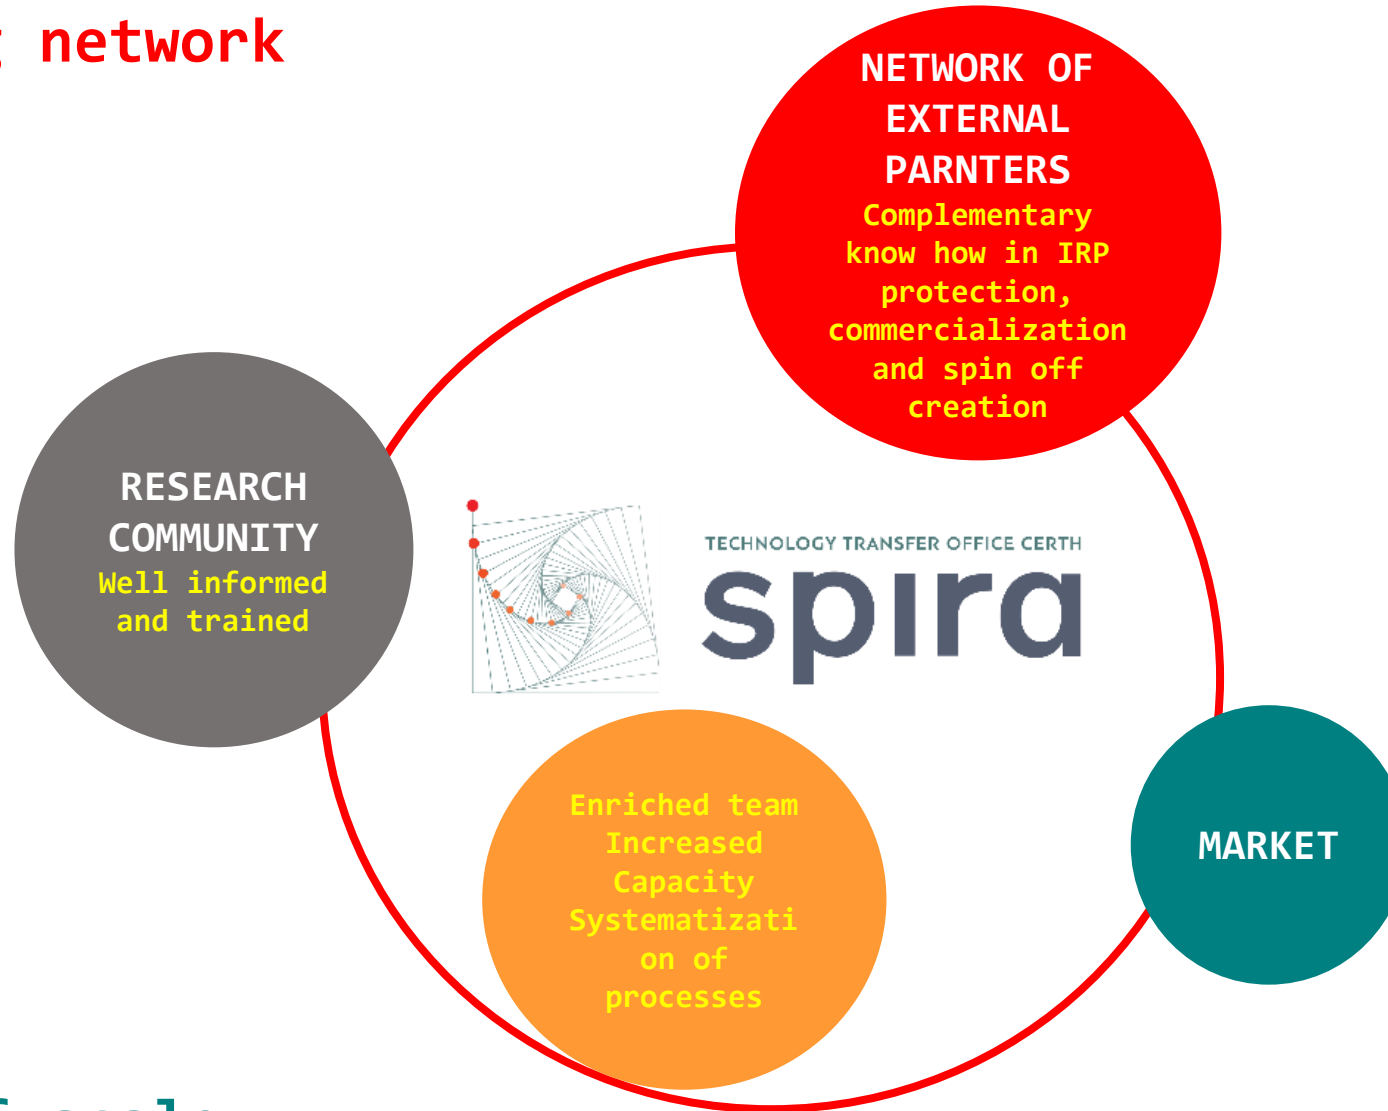 network
NETWORK OF
EXTERNAL
PARNTERS
Complementary
know how in IRP
protection,
commercialization
and spin off
creation
RESEARCH
COMMUNITY
Well informed
and trained
TECHNOLOGY TRANSFER OFFICE CERTH
spira
Enriched team
Increased
Capacity
Systematizati
on of
processes
MARKET